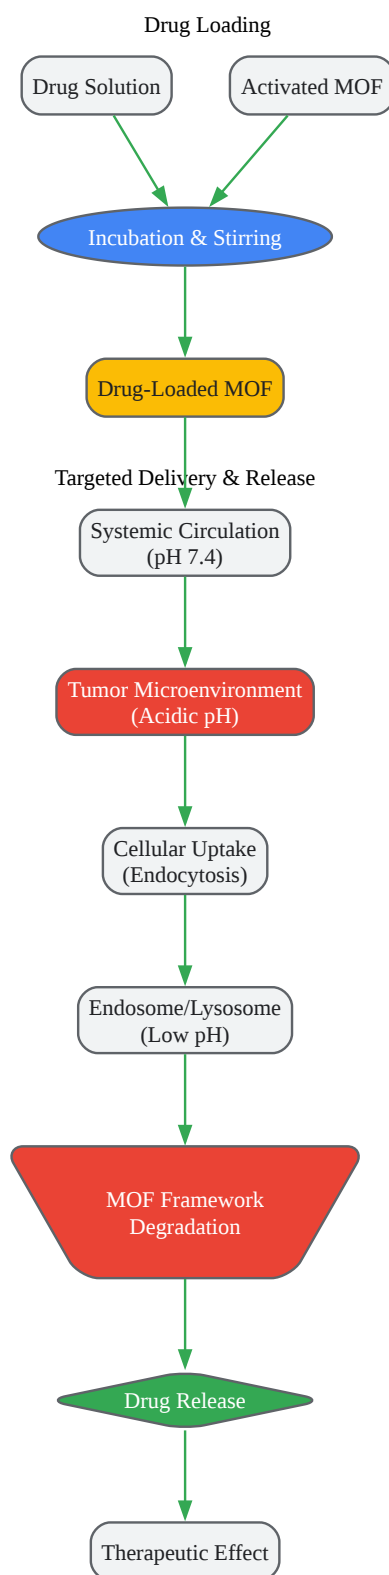 Drug Loading
Drug Solution
Activated MOF
Incubation & Stirring
Drug-Loaded MOF
Targeted Delivery & Release
Systemic Circulation
(pH 7.4)
Tumor Microenvironment
(Acidic pH)
Cellular Uptake
(Endocytosis)
Endosome/Lysosome
(Low pH)
MOF Framework
Degradation
Drug Release
Therapeutic Effect